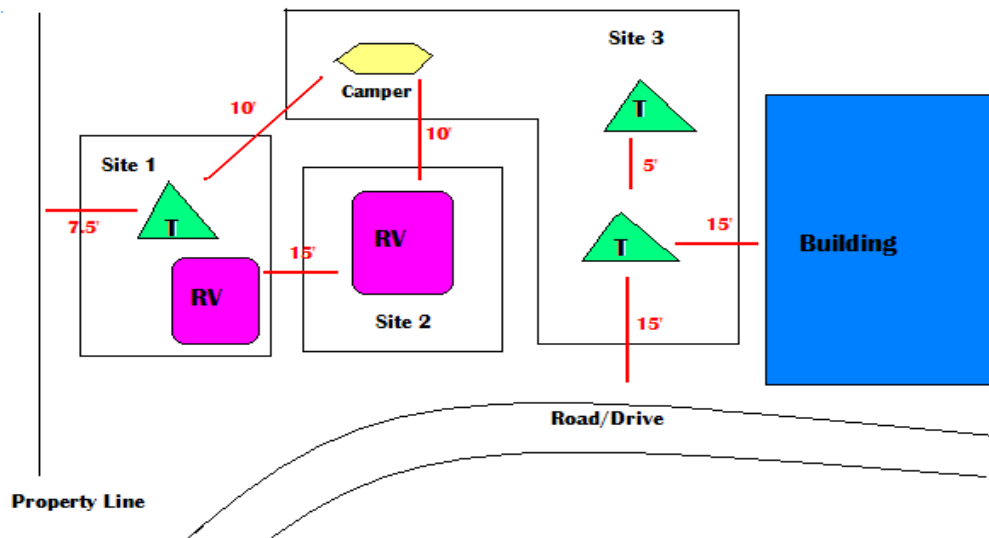 Site 3
Camper
10'
10'
Site 1
T
5'
T
7.5'
RV
15'
RV
Site 2
T
15'
15'
Building
Road/Drive
Property Line